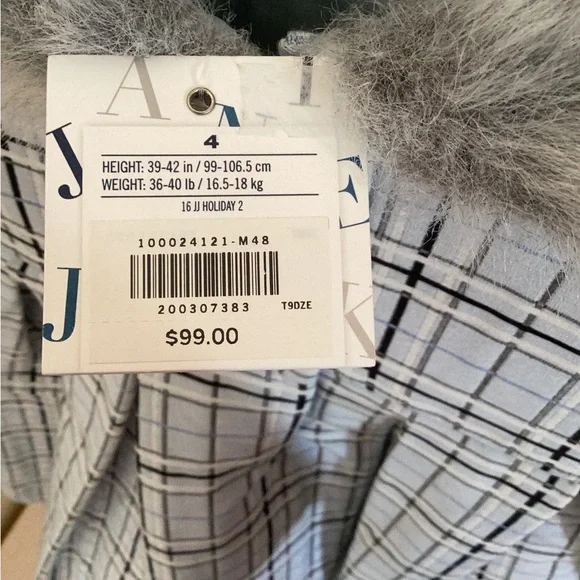 4
HEIGHT: 39-42 in / 99-106.5 cm
WEIGHT: 36-40 lb / 16.5-18 kg
16 JJ HOLIDAY 2
100024121-M48
200307383 T9DZE
$99.00